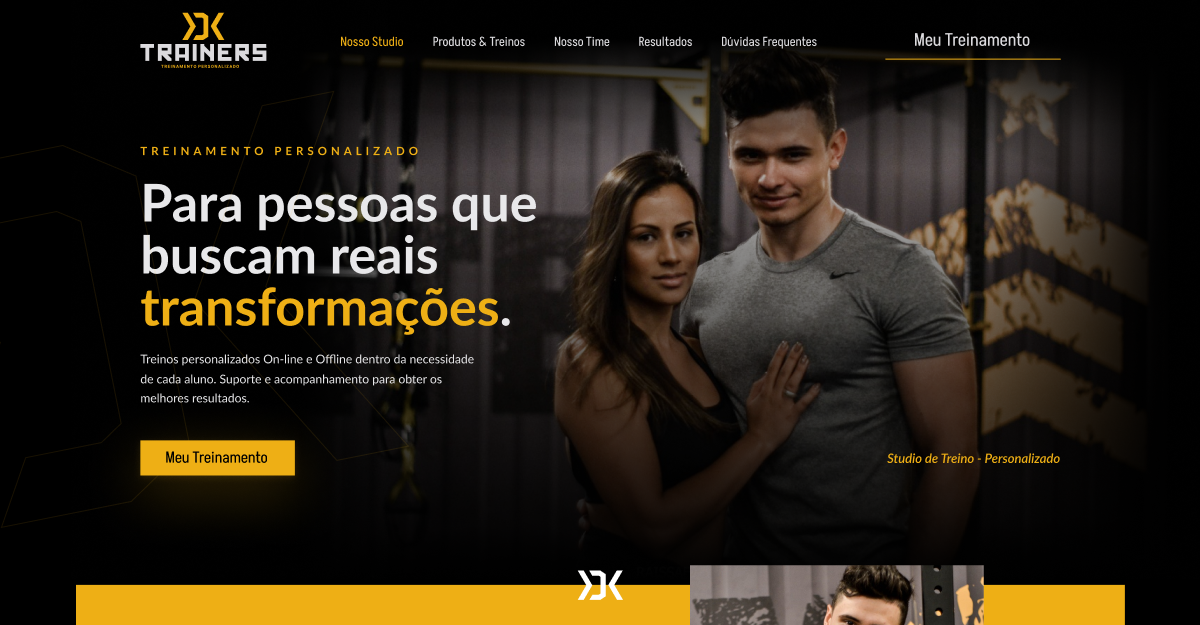 TRAINERS
TREINAMENTO PERSONALIZADO
Nosso Studio
Produtos & Treinos
Nosso Time
Resultados
Dúvidas Frequentes
Meu Treinamento
TREINAMENTO PERSONALIZADO
Para pessoas que
buscam reais
transformações.
Treinos personalizados On-line e Offline dentro da necessidade
de cada aluno. Suporte e acompanhamento para obter os
melhores resultados.
Meu Treinamento
Studio de Treino - Personalizado